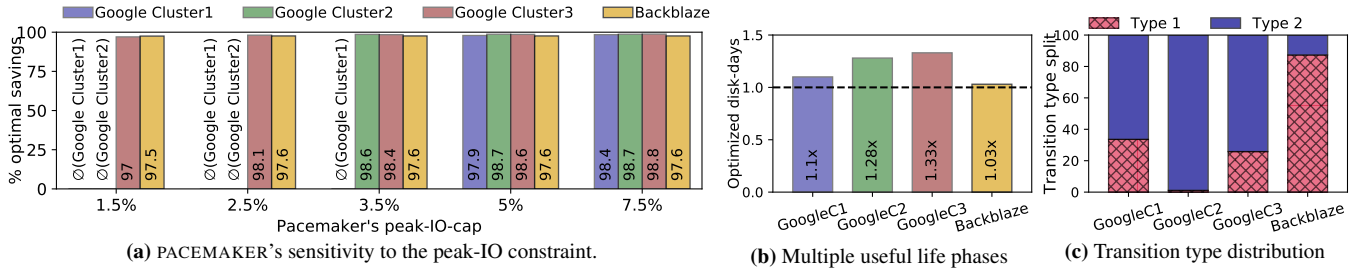 Google Cluster1 Google Cluster2 Google Cluster3 Backblaze
% optimal savings
100
75
50
25
0
∅(Google Cluster1)
∅(Google Cluster2)
97
97.5
∅(Google Cluster1)
∅(Google Cluster2)
98.1
97.6
∅(Google Cluster1)
98.6
98.4
97.6
97.9
98.7
98.6
97.6
98.4
98.7
98.8
97.6
1.5% 2.5% 3.5% 5% 7.5%
Pacemaker's peak-IO-cap
(a) PACEMAKER's sensitivity to the peak-IO constraint.
Optimized disk-days
1.5
1.0
0.5
0.0
1.1x
1.28x
1.33x
1.03x
GoogleC1 GoogleC2 GoogleC3 Backblaze
(b) Multiple useful life phases
Type 1 Type 2
Transition type split
100
80
60
40
20
0
GoogleC1 GoogleC2 GoogleC3 Backblaze
(c) Transition type distribution